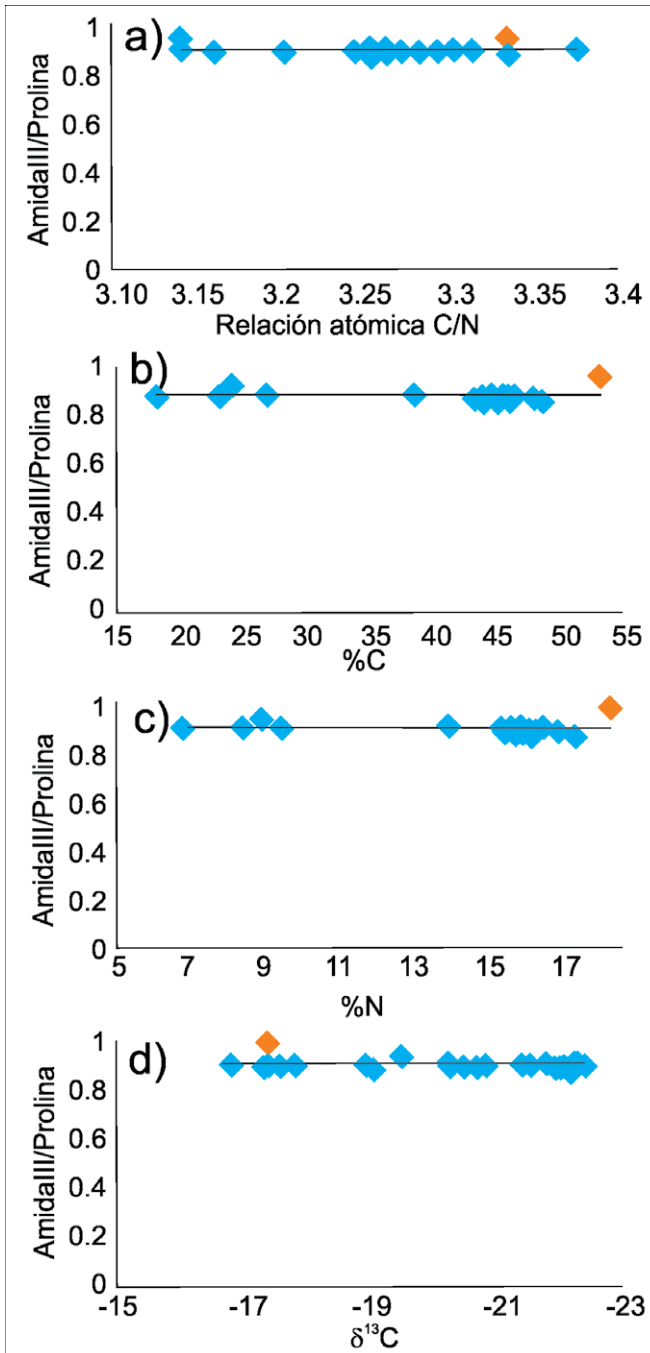 a)
AmidaIII/Prolina
1
0.8
0.6
0.4
0.2
0
3.10 3.15 3.2 3.25 3.3 3.35 3.4
Relación atómica C/N
b)
AmidaIII/Prolina
1
0.8
0.6
0.4
0.2
0
15 20 25 30 35 40 45 50 55
%C
c)
AmidaIII/Prolina
1
0.8
0.6
0.4
0.2
0
5 7 9 11 13 15 17
%N
d)
AmidaIII/Prolina
1
0.8
0.6
0.4
0.2
0
-15 -17 -19 -21 -23
δ¹³C